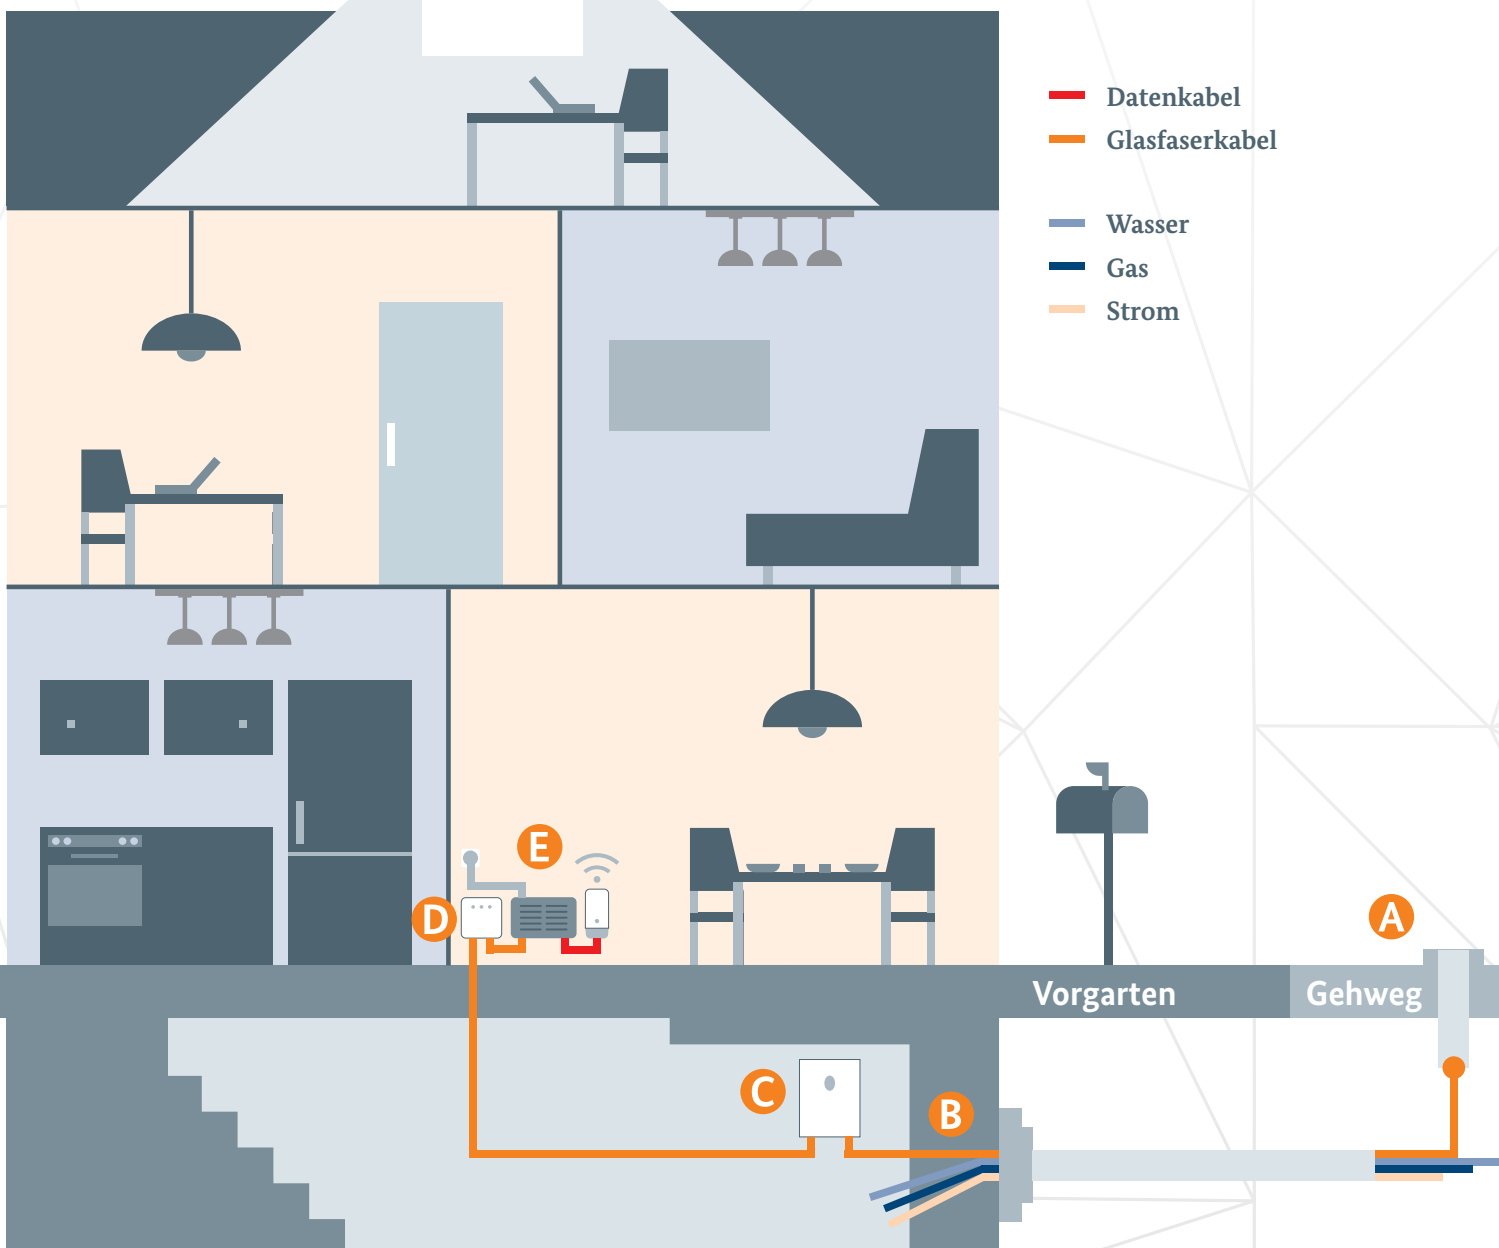 Datenkabel
Glasfaserkabel
Wasser
Gas
Strom
E
D
A
Vorgarten
Gehweg
C
B